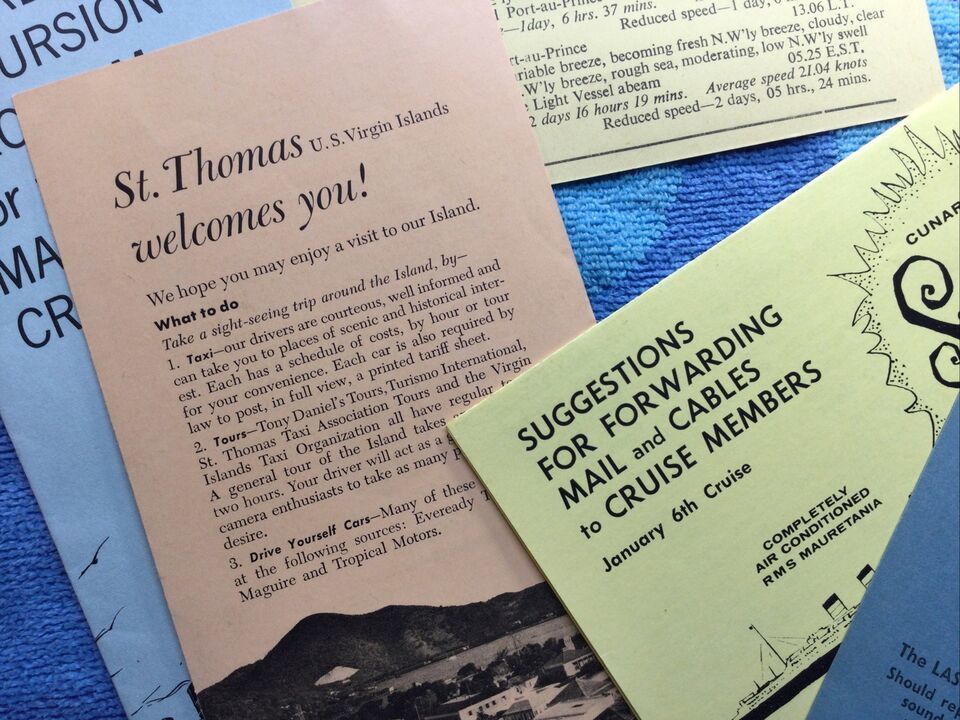 URSION
or
CR
St. Thomas U.S. Virgin Islands
welcomes you!
We hope you may enjoy a visit to our Island.
What to do
Take a sight-seeing trip around the Island, by—
1. Taxi—our drivers are courteous, well informed and
can take you to places of scenic and historical inter-
est. Each has a schedule of costs, by hour or tour
for your convenience. Each car is also required by
law to post, in full view, a printed tariff sheet.
2. Tours—Tony Daniel's Tours, Turismo International,
St. Thomas Taxi Association Tours and the Virgin
Islands Taxi Organization all have regular
A general tour of the Island takes
two hours. Your driver will act as a
camera enthusiasts to take as many
desire.
3. Drive Yourself Cars—Many of these
at the following sources: Eveready
Maguire and Tropical Motors.
Port-au-Prince
—1day, 6 hrs. 37 mins. Reduced speed—1 day,
13.06 L.T.
rt-au-Prince
riable breeze, becoming fresh N.W'ly breeze, cloudy, clear
.W'ly breeze, rough sea, moderating, low N.W'ly swell
Light Vessel abeam 05.25 E.S.T.
2 days 16 hours 19 mins. Average speed 21.04 knots
Reduced speed—2 days, 05 hrs., 24 mins.
CUNAR
SUGGESTIONS
FOR FORWARDING
MAIL and CABLES
to CRUISE MEMBERS
January 6th Cruise
COMPLETELY
AIR CONDITIONED
RMS MAURETANIA
The LAS
Should re
sound